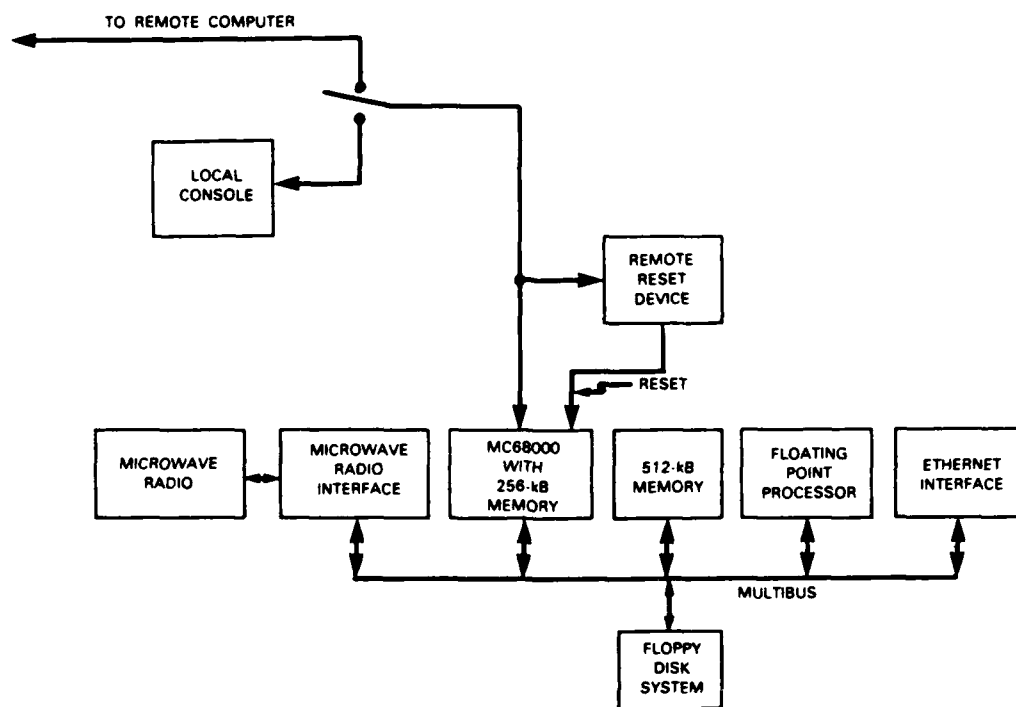 TO REMOTE COMPUTER
LOCAL
CONSOLE
REMOTE
RESET
DEVICE
RESET
MICROWAVE
RADIO
MICROWAVE
RADIO
INTERFACE
MC68000
WITH
256-kB
MEMORY
512-kB
MEMORY
FLOATING
POINT
PROCESSOR
ETHERNET
INTERFACE
MULTIBUS
FLOPPY
DISK
SYSTEM